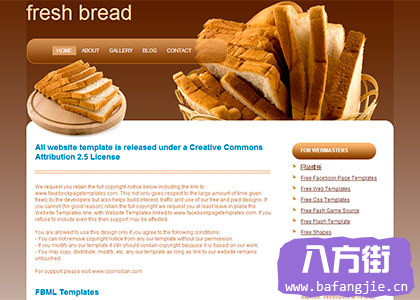 fresh bread
HOME ABOUT GALLERY BLOG CONTACT
All website template is released under a Creative Commons
Attribution 2.5 License
We request you retain the full copyright notice below including the link to
www.facebookpagetemplates.com. This not only gives respect to the large amount of time given
freely by the developers but also helps build interest, traffic and use of our free and paid designs. If
you cannot (for good reason) retain the full copyright we request you at least leave in place the
Website Templates line, with Website Templates linked to www.facebookpagetemplates.com. If you
refuse to include even this then support may be affected.
You are allowed to use this design only if you agree to the following conditions:
- You can not remove copyright notice from any our template without our permission.
- If you modify any our template it still should contain copyright because it is based on our work.
- You may copy, distribute, modify, etc. any our template as long as link to our website remains
untouched.
For support please visit www.cssmoban.com
FBML Templates
FOR WEBMASTERS
网站模板
Free Facebook Page Templates
Free Web Templates
Free Css Templates
Free Flash Game Source
Free Flash Template
Free Shapes
八方街
www.bafangjie.cn